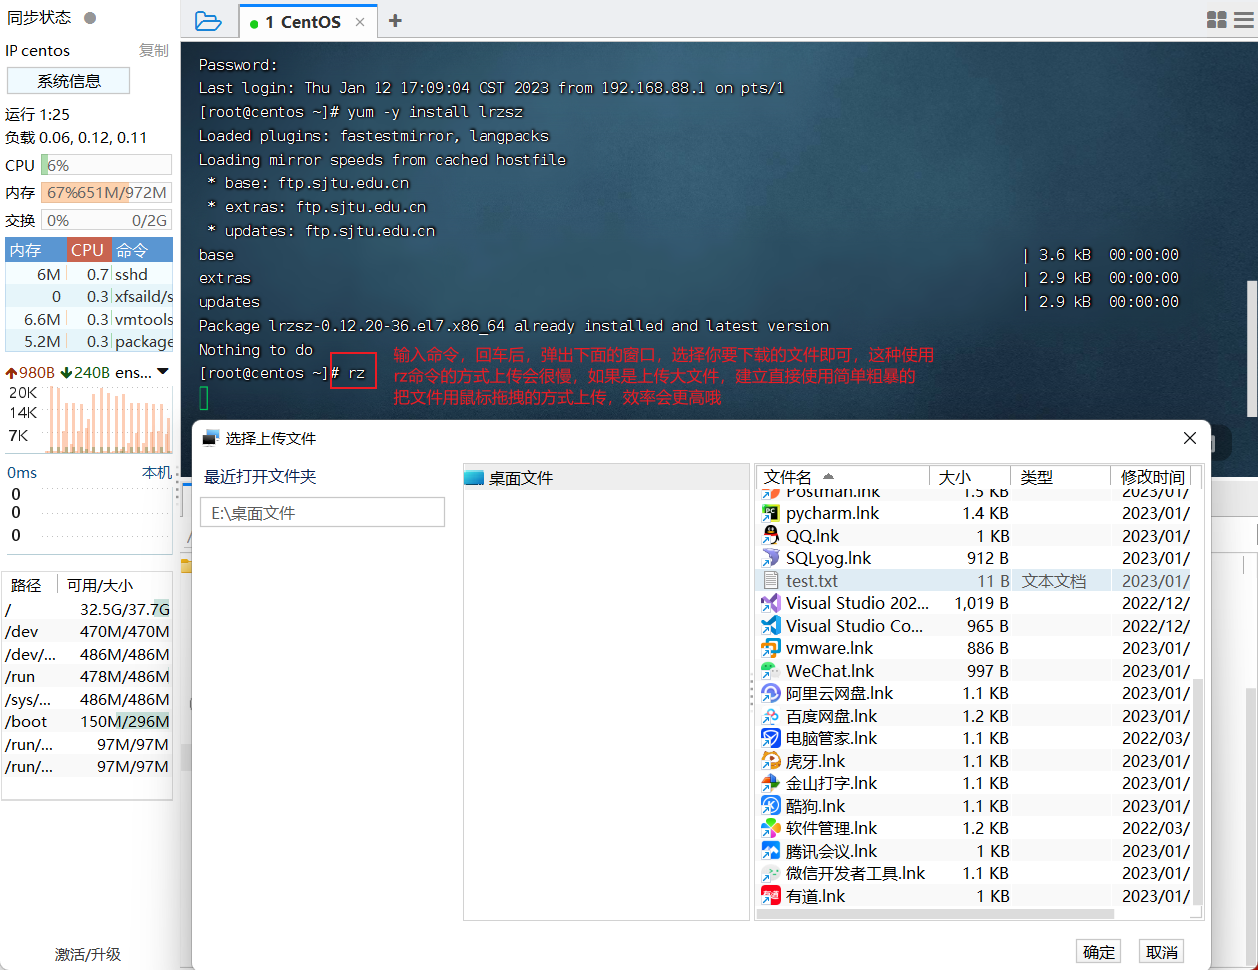 同步状态
IP centos 复制
系统信息
运行 1:25
负载 0.06, 0.12, 0.11
CPU 6%
内存 67% 651M/972M
交换 0% 0/2G
内存 CPU 命令
6M 0.7 sshd
0 0.3 xfsaild/s
6.6M 0.3 vmtools
5.2M 0.3 package
980B 240B ens...
20K
14K
7K
0ms 本机
0
0
0
路径 可用/大小
/ 32.5G/37.7G
/dev 470M/470M
/dev/... 486M/486M
/run 478M/486M
/sys/... 486M/486M
/boot 150M/296M
/run/... 97M/97M
/run/... 97M/97M
激活/升级
1 CentOS × +
Password:
Last login: Thu Jan 12 17:09:04 CST 2023 from 192.168.88.1 on pts/1
[root@centos ~]# yum -y install lrzsz
Loaded plugins: fastestmirror, langpacks
Loading mirror speeds from cached hostfile
* base: ftp.sjtu.edu.cn
* extras: ftp.sjtu.edu.cn
* updates: ftp.sjtu.edu.cn
base | 3.6 kB 00:00:00
extras | 2.9 kB 00:00:00
updates | 2.9 kB 00:00:00
Package lrzsz-0.12.20-36.el7.x86_64 already installed and latest version
Nothing to do
[root@centos ~]# rz
输入命令，回车后，弹出下面的窗口，选择你要下载的文件即可，这种使用
rz命令的方式上传会很慢，如果是上传大文件，建立直接使用简单粗暴的
把文件用鼠标拖拽的方式上传，效率会更高哦
选择上传文件
最近打开文件夹
E:\桌面文件
桌面文件
文件名 大小 类型 修改时间
Postman.lnk 1.5 KB 2023/01/
pycharm.lnk 1.4 KB 2023/01/
QQ.lnk 1 KB 2023/01/
SQLyog.lnk 912 B 2023/01/
test.txt 11 B 文本文档 2023/01/
Visual Studio 202... 1,019 B 2022/12/
Visual Studio Co... 965 B 2022/12/
vmware.lnk 886 B 2023/01/
WeChat.lnk 997 B 2023/01/
阿里云网盘.lnk 1.1 KB 2023/01/
百度网盘.lnk 1.2 KB 2023/01/
电脑管家.lnk 1.1 KB 2022/03/
虎牙.lnk 1.1 KB 2023/01/
金山打字.lnk 1.1 KB 2023/01/
酷狗.lnk 1.1 KB 2023/01/
软件管理.lnk 1.2 KB 2022/03/
腾讯会议.lnk 1 KB 2023/01/
微信开发者工具.lnk 1.1 KB 2023/01/
有道.lnk 1 KB 2023/01/
确定 取消